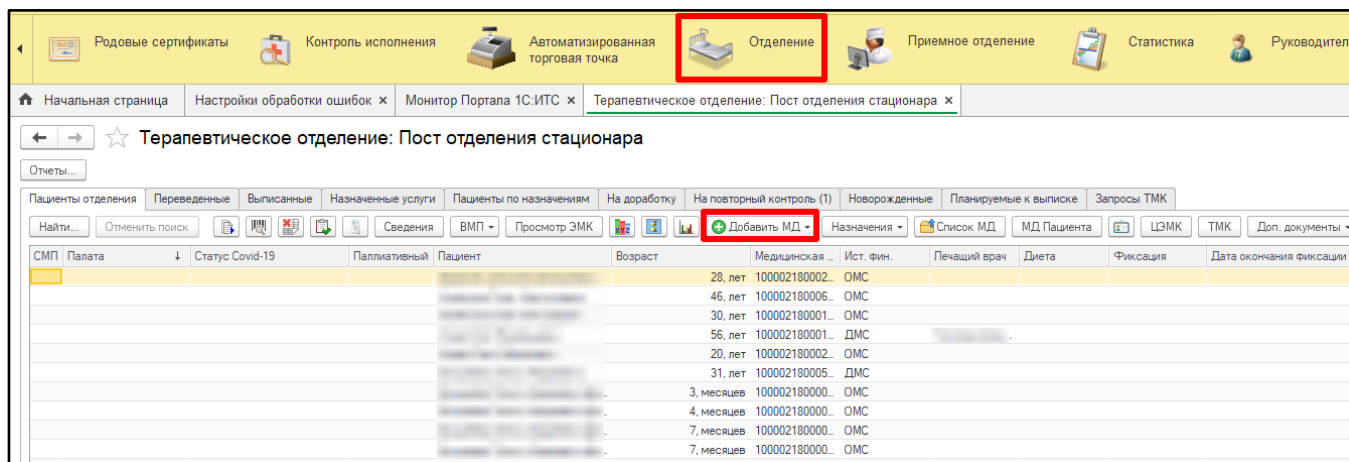 Родовые сертификаты Контроль исполнения Автоматизированная торговая точка Отделение Приемное отделение Статистика Руководител
Начальная страница Настройки обработки ошибок × Монитор Портала 1С:ИТС × Терапевтическое отделение: Пост отделения стационара ×
Терапевтическое отделение: Пост отделения стационара
Отчеты...
Пациенты отделения Переведенные Выписанные Назначенные услуги Пациенты по назначениям На доработку На повторный контроль (1) Новорожденные Планируемые к выписке Запросы ТМК
Найти... Отменить поиск Сведения ВМП Просмотр ЭМК Добавить МД Назначения Список МД МД Пациента ЦЭМК ТМК Доп. документы
СМП Палата ↓ Статус Covid-19 Паллиативный Пациент Возраст Медицинская ... Ист. фин. Лечащий врач Диета Фиксация Дата окончания фиксации
28, лет 100002180002... ОМС
46, лет 100002180006... ОМС
30, лет 100002180001... ОМС
56, лет 100002180001... ДМС
20, лет 100002180002... ОМС
31, лет 100002180005... ДМС
3, месяцев 100002180000... ОМС
4, месяцев 100002180000... ОМС
7, месяцев 100002180000... ОМС
7, месяцев 100002180000... ОМС